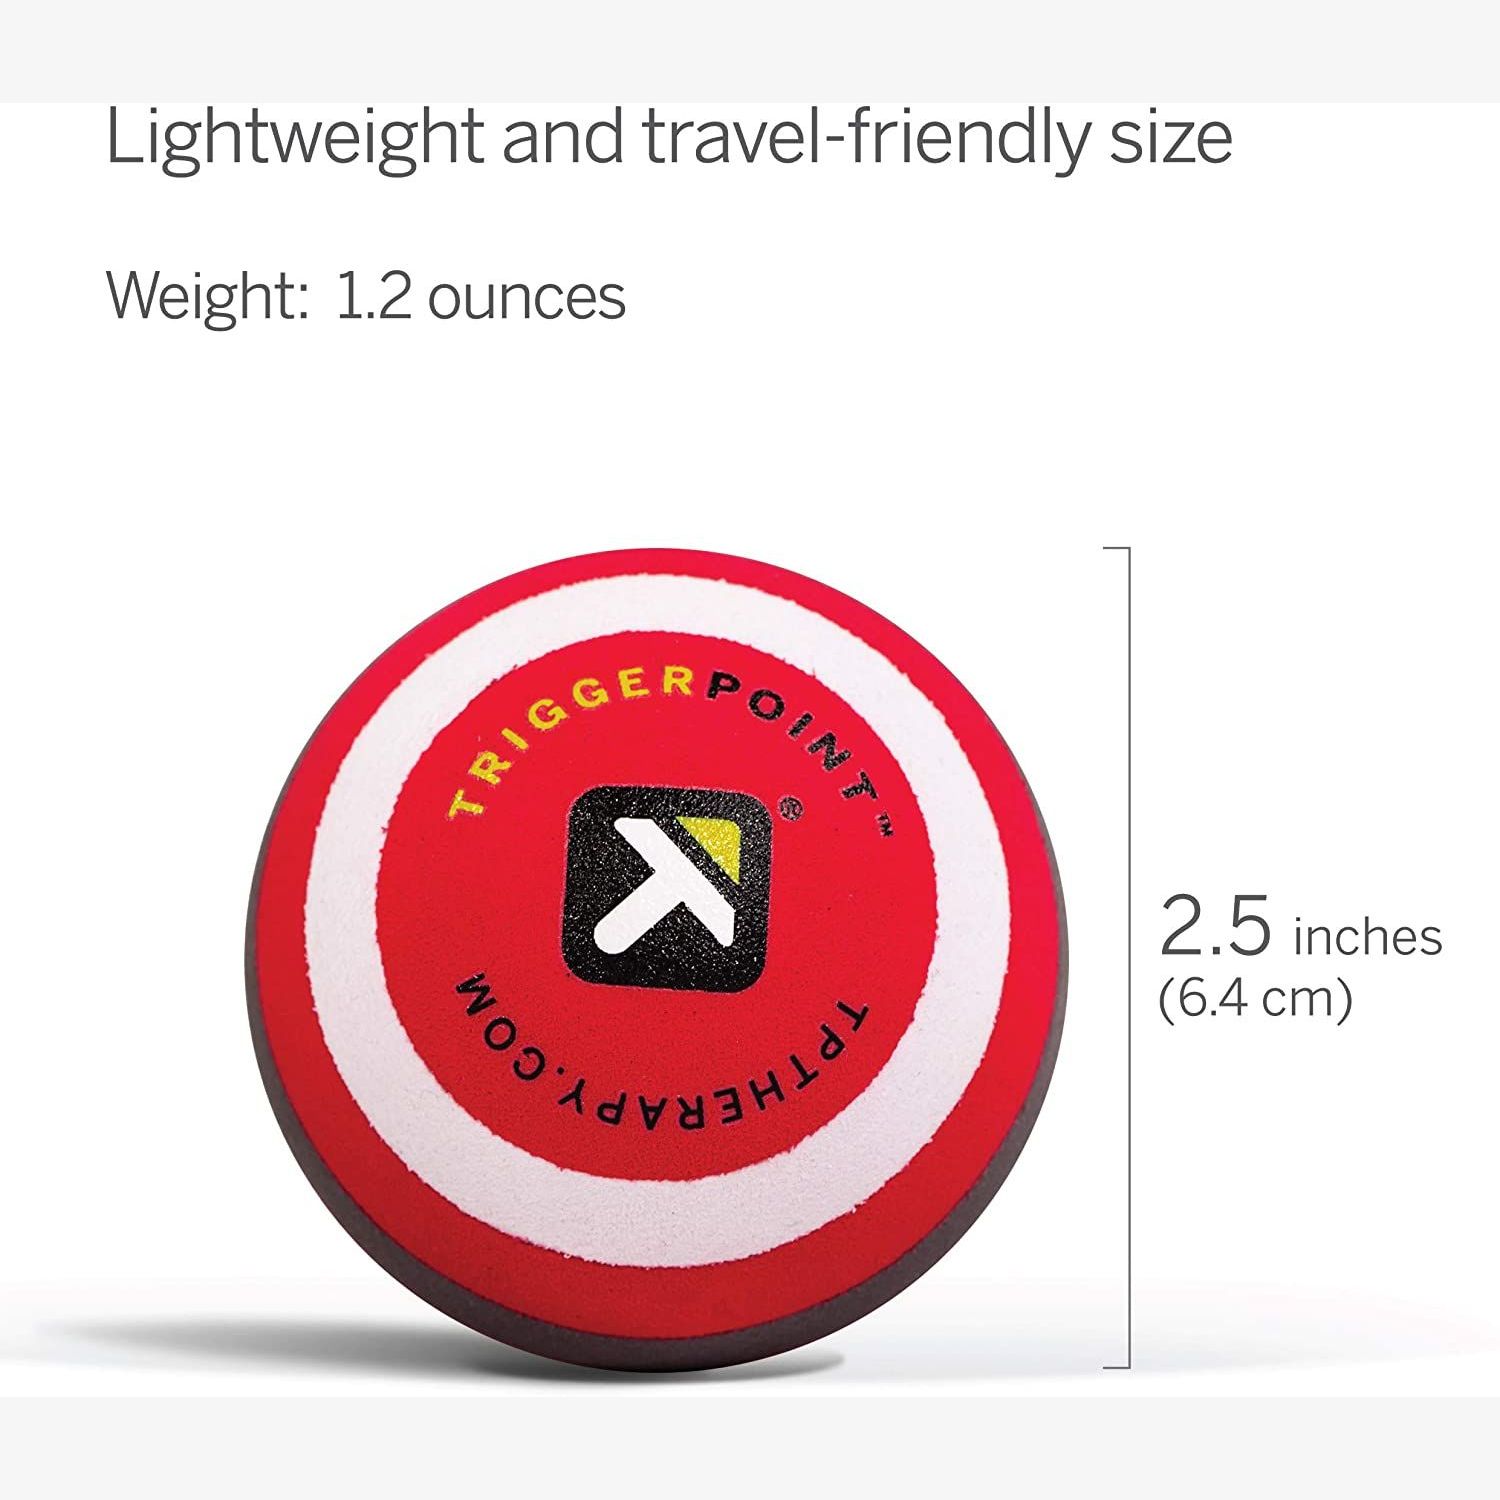 Lightweight and travel-friendly size
Weight: 1.2 ounces
TRIGGERPOINT™
®
TPTHERAPY.COM
2.5 inches
(6.4 cm)